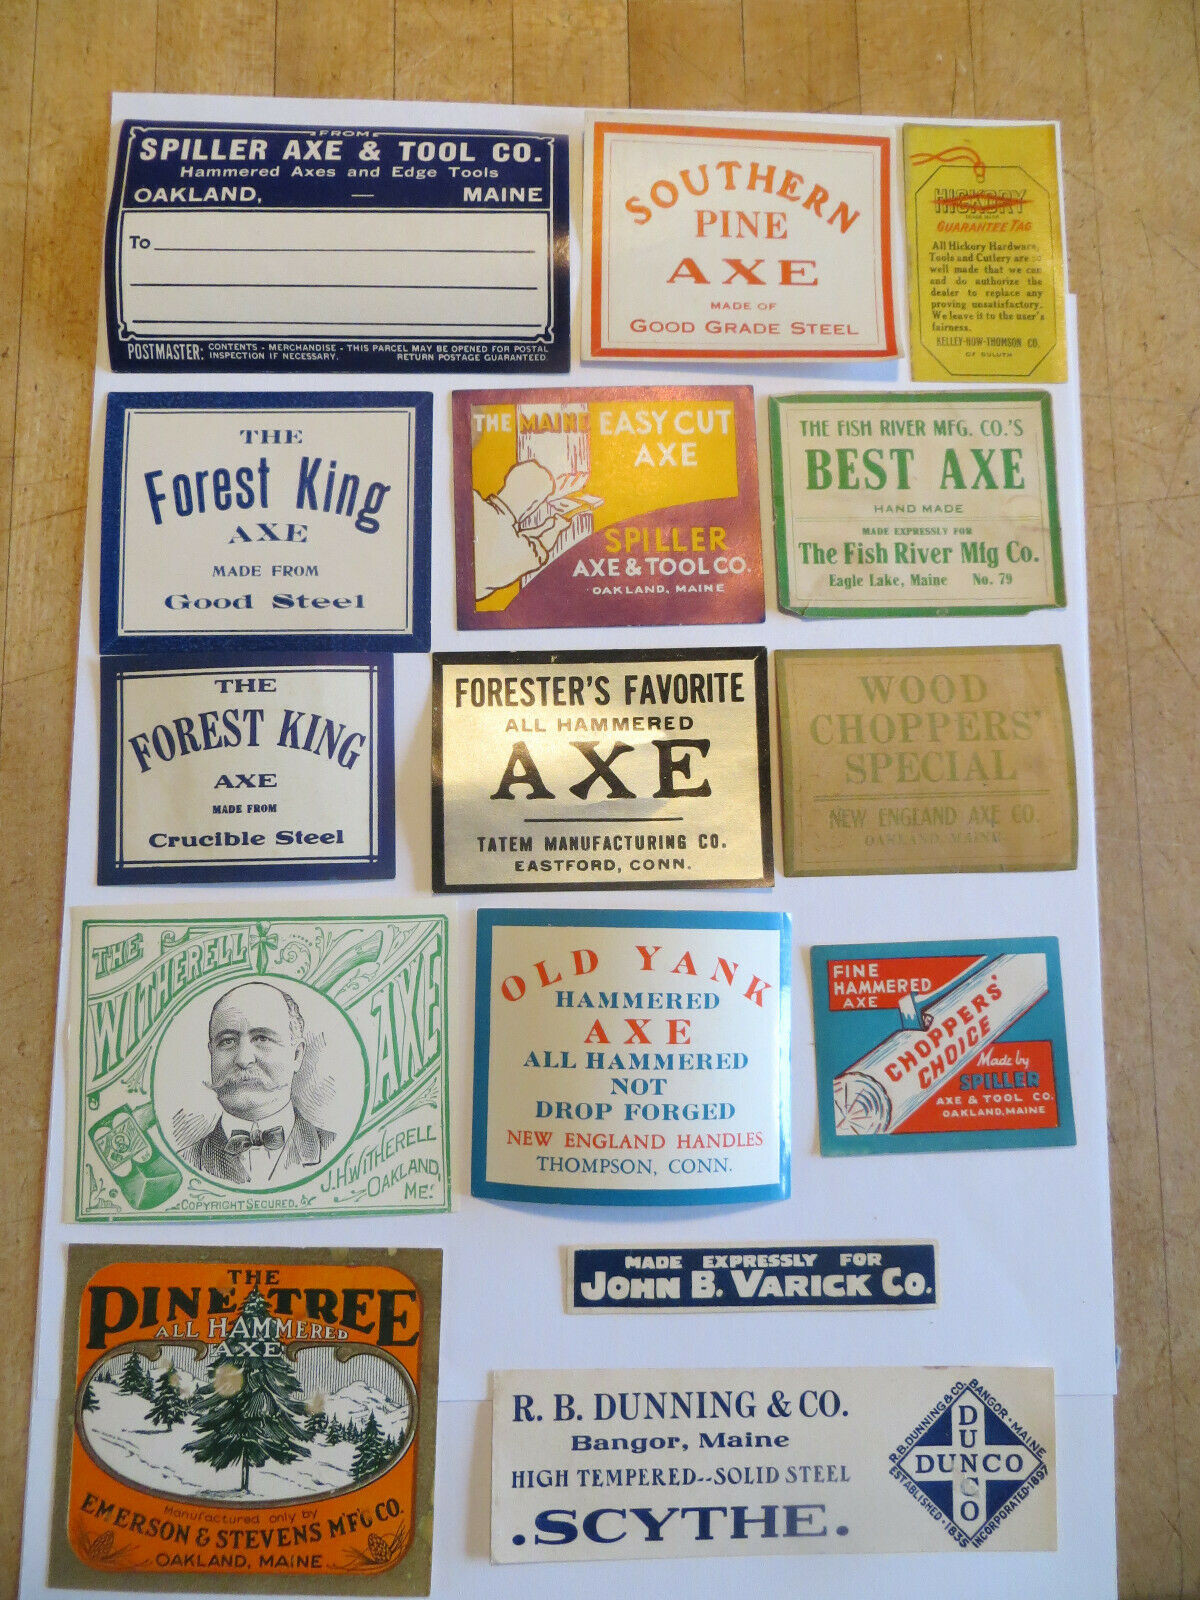 FROM
SPILLER AXE & TOOL CO.
Hammered Axes and Edge Tools
OAKLAND, — MAINE
To
POSTMASTER: CONTENTS - MERCHANDISE - THIS PARCEL MAY BE OPENED FOR POSTAL
INSPECTION IF NECESSARY. RETURN POSTAGE GUARANTEED.
SOUTHERN
PINE
AXE
MADE OF
GOOD GRADE STEEL
HICKORY
TRADE MARK
GUARANTEE TAG
All Hickory Hardware,
Tools and Cutlery are so
well made that we can
and do authorize the
dealer to replace any
proving unsatisfactory.
We leave it to the user's
fairness.
KELLEY-HOW-THOMSON CO.
OF DULUTH
THE
Forest King
AXE
MADE FROM
Good Steel
THE MAINE EASY CUT
AXE
SPILLER
AXE & TOOL CO.
OAKLAND, MAINE
THE FISH RIVER MFG. CO.'S
BEST AXE
HAND MADE
MADE EXPRESSLY FOR
The Fish River Mfg Co.
Eagle Lake, Maine No. 79
THE
FOREST KING
AXE
MADE FROM
Crucible Steel
FORESTER'S FAVORITE
ALL HAMMERED
AXE
TATEM MANUFACTURING CO.
EASTFORD, CONN.
WOOD
CHOPPERS'
SPECIAL
NEW ENGLAND AXE CO.
OAKLAND MAINE.
THE
WITHERELL
AXE
J.H.WITHERELL
OAKLAND,
ME.
COPYRIGHT SECURED.
OLD YANK
HAMMERED
AXE
ALL HAMMERED
NOT
DROP FORGED
NEW ENGLAND HANDLES
THOMPSON, CONN.
FINE
HAMMERED
AXE
CHOPPERS'
CHOICE
Made by
SPILLER
AXE & TOOL CO.
OAKLAND, MAINE
THE
PINE TREE
ALL HAMMERED
AXE
Manufactured only by
EMERSON & STEVENS MF'G CO.
OAKLAND, MAINE
MADE EXPRESSLY FOR
JOHN B. VARICK CO.
R. B. DUNNING & CO.
Bangor, Maine
HIGH TEMPERED--SOLID STEEL
.SCYTHE.
R.B. DUNNING & CO. BANGOR · MAINE
DUNCO
DUNCO
ESTABLISHED · 1835 INCORPORATED · 1897